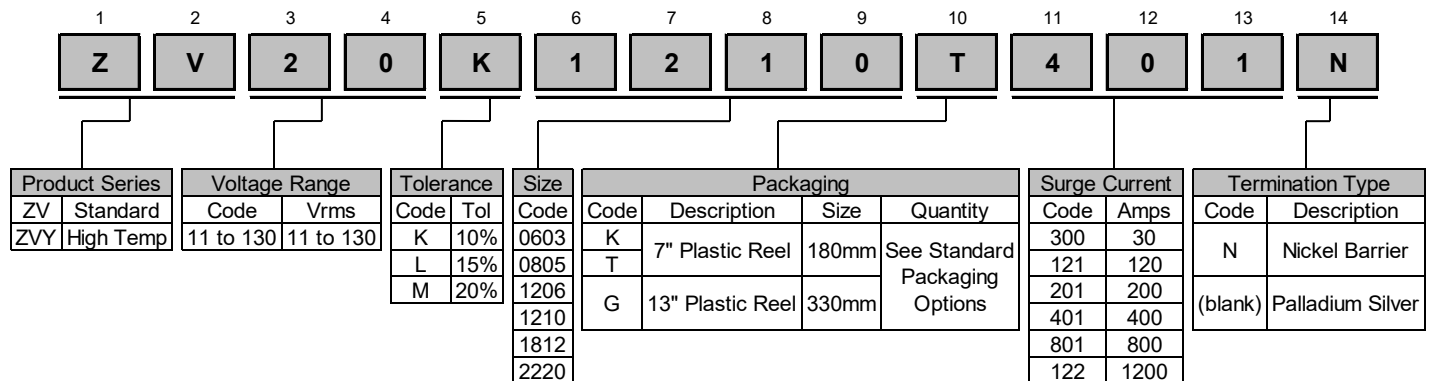 1 2 3 4 5 6 7 8 9 10 11 12 13 14
Z V 2 0 K 1 2 1 0 T 4 0 1 N
Product Series
ZV Standard
ZVY High Temp
Voltage Range
Code Vrms
11 to 130 11 to 130
Tolerance
Code Tol
K 10%
L 15%
M 20%
Size
Code
0603
0805
1206
1210
1812
2220
Packaging
Code Description Size Quantity
K
T
7" Plastic Reel 180mm
G 13" Plastic Reel 330mm
See Standard
Packaging
Options
Surge Current
Code Amps
300 30
121 120
201 200
401 400
801 800
122 1200
Termination Type
Code Description
N Nickel Barrier
(blank) Palladium Silver